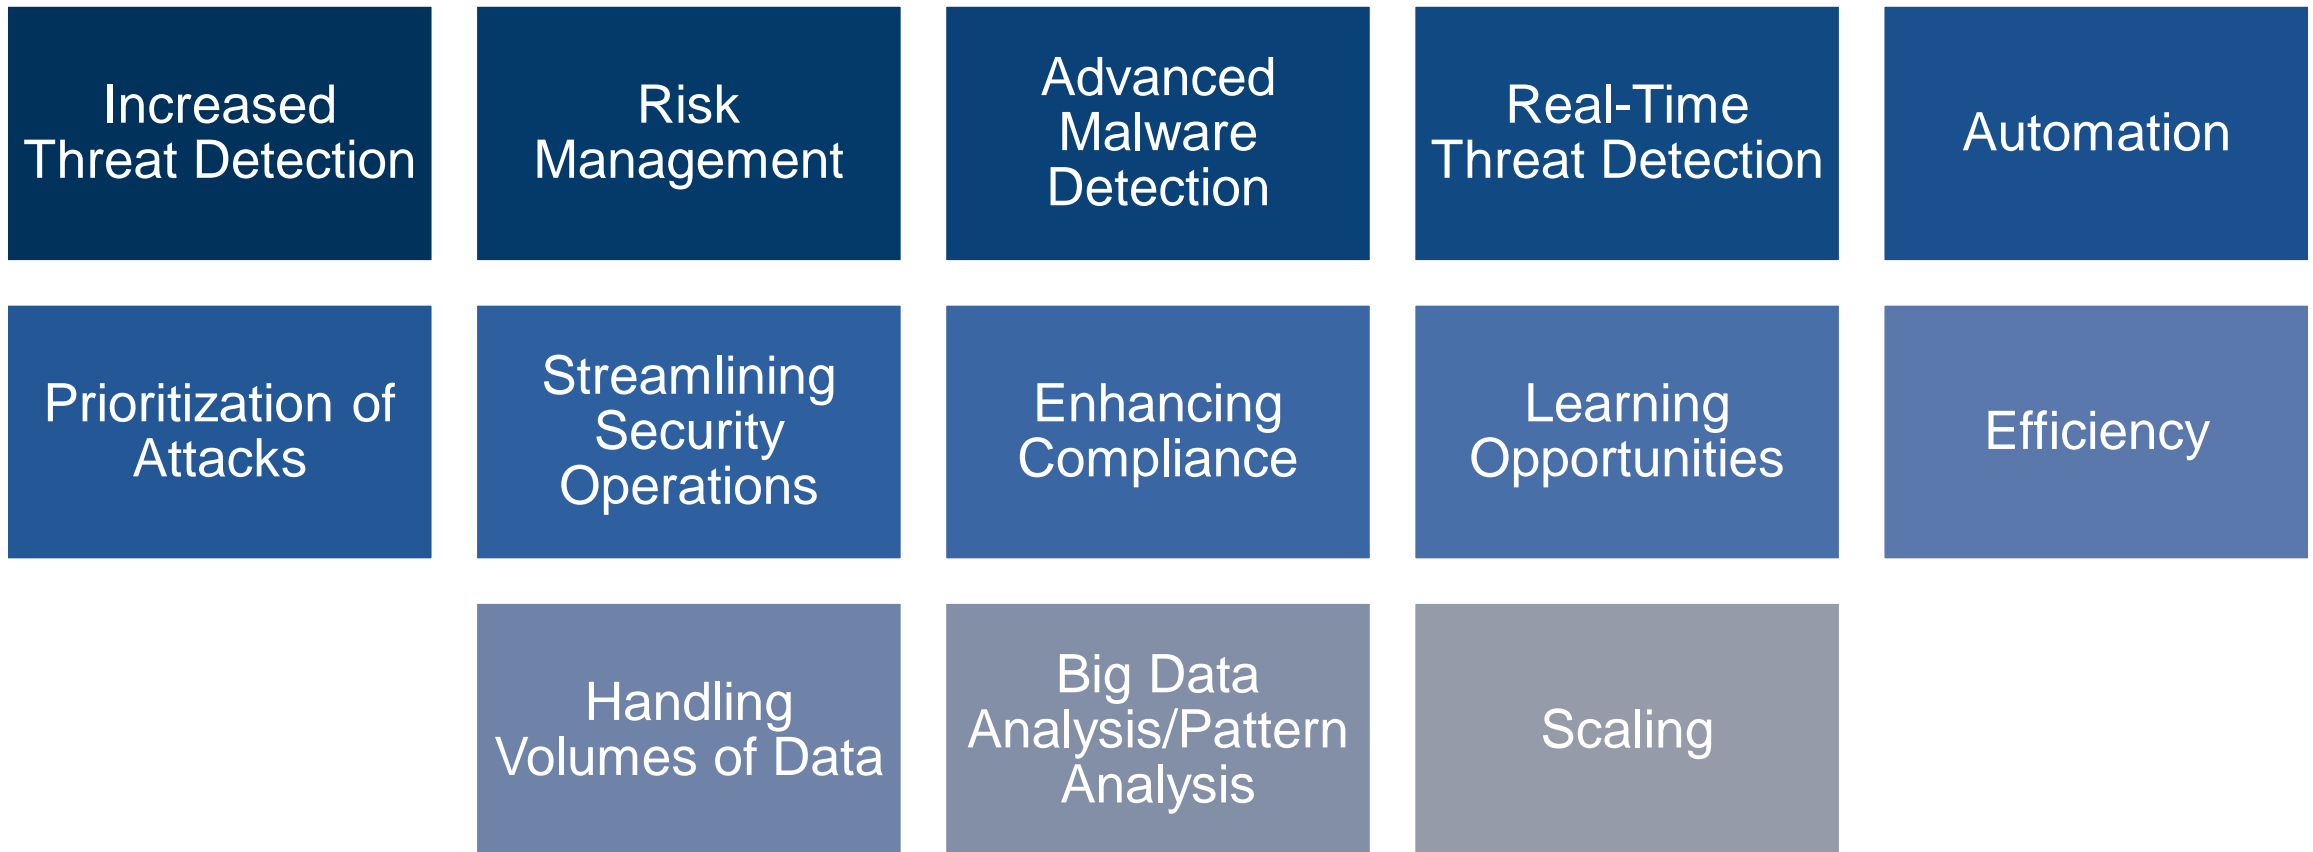 Increased
Threat Detection
Risk
Management
Advanced
Malware
Detection
Real-Time
Threat Detection
Automation
Prioritization of
Attacks
Streamlining
Security
Operations
Enhancing
Compliance
Learning
Opportunities
Efficiency
Handling
Volumes of Data
Big Data
Analysis/Pattern
Analysis
Scaling